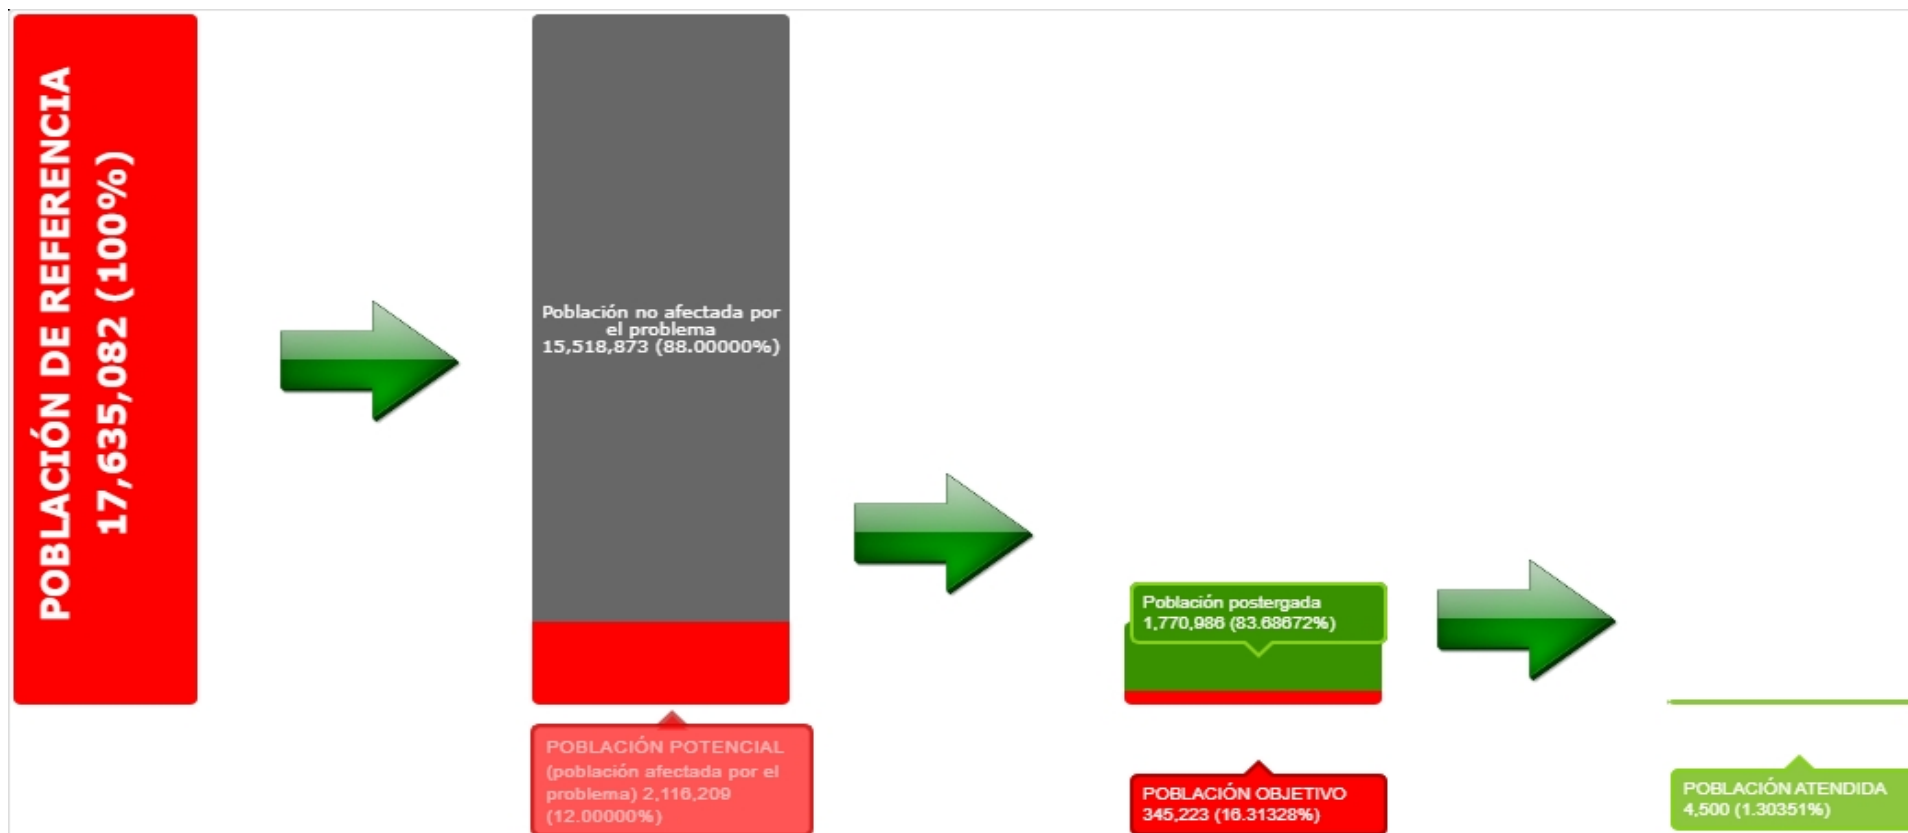 POBLACIÓN DE REFERENCIA
17,635,082 (100%)
Población no afectada por
el problema
15,518,873 (88.00000%)
POBLACIÓN POTENCIAL
(población afectada por el
problema) 2,116,209
(12.00000%)
Población postergada
1,770,986 (83.68672%)
POBLACIÓN OBJETIVO
345,223 (16.31328%)
POBLACIÓN ATENDIDA
4,500 (1.30351%)